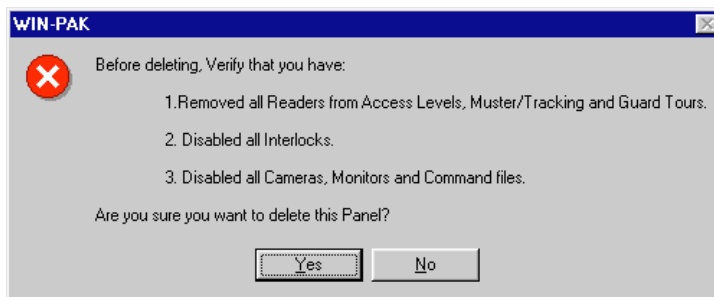 WIN-PAK
Before deleting, Verify that you have:
1.Removed all Readers from Access Levels, Muster/Tracking and Guard Tours.
2. Disabled all Interlocks.
3. Disabled all Cameras, Monitors and Command files.
Are you sure you want to delete this Panel?
Yes No